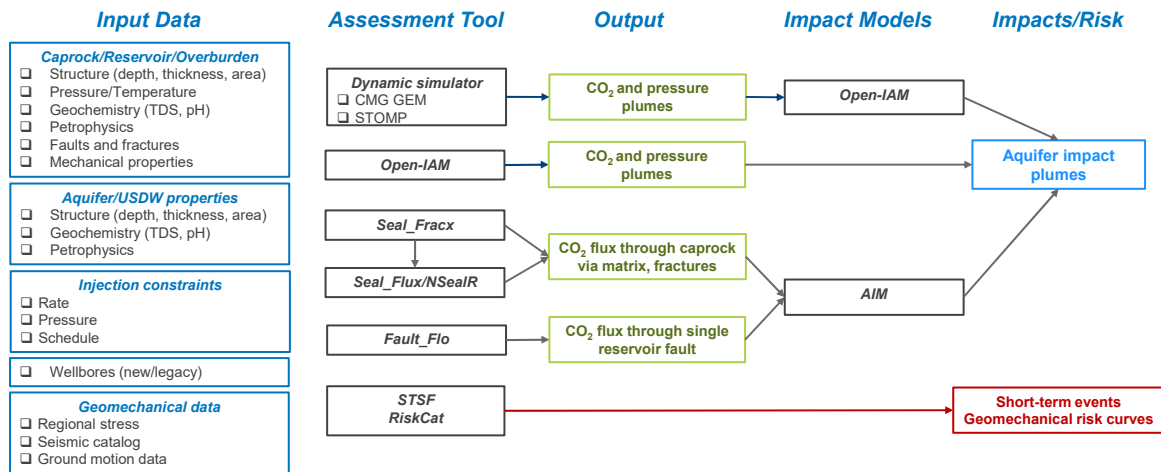 Input Data
Assessment Tool
Output
Impact Models
Impacts/Risk
Caprock/Reservoir/Overburden
❑ Structure (depth, thickness, area)
❑ Pressure/Temperature
❑ Geochemistry (TDS, pH)
❑ Petrophysics
❑ Faults and fractures
❑ Mechanical properties
Aquifer/USDW properties
❑ Structure (depth, thickness, area)
❑ Geochemistry (TDS, pH)
❑ Petrophysics
Injection constraints
❑ Rate
❑ Pressure
❑ Schedule
❑ Wellbores (new/legacy)
Geomechanical data
❑ Regional stress
❑ Seismic catalog
❑ Ground motion data
Dynamic simulator
❑ CMG GEM
❑ STOMP
CO₂ and pressure
plumes
Open-IAM
Open-IAM
CO₂ and pressure
plumes
Aquifer impact
plumes
Seal_Fracx
Seal_Flux/NSealR
CO₂ flux through caprock
via matrix, fractures
AIM
Fault_Flo
CO₂ flux through single
reservoir fault
STSF
RiskCat
Short-term events
Geomechanical risk curves